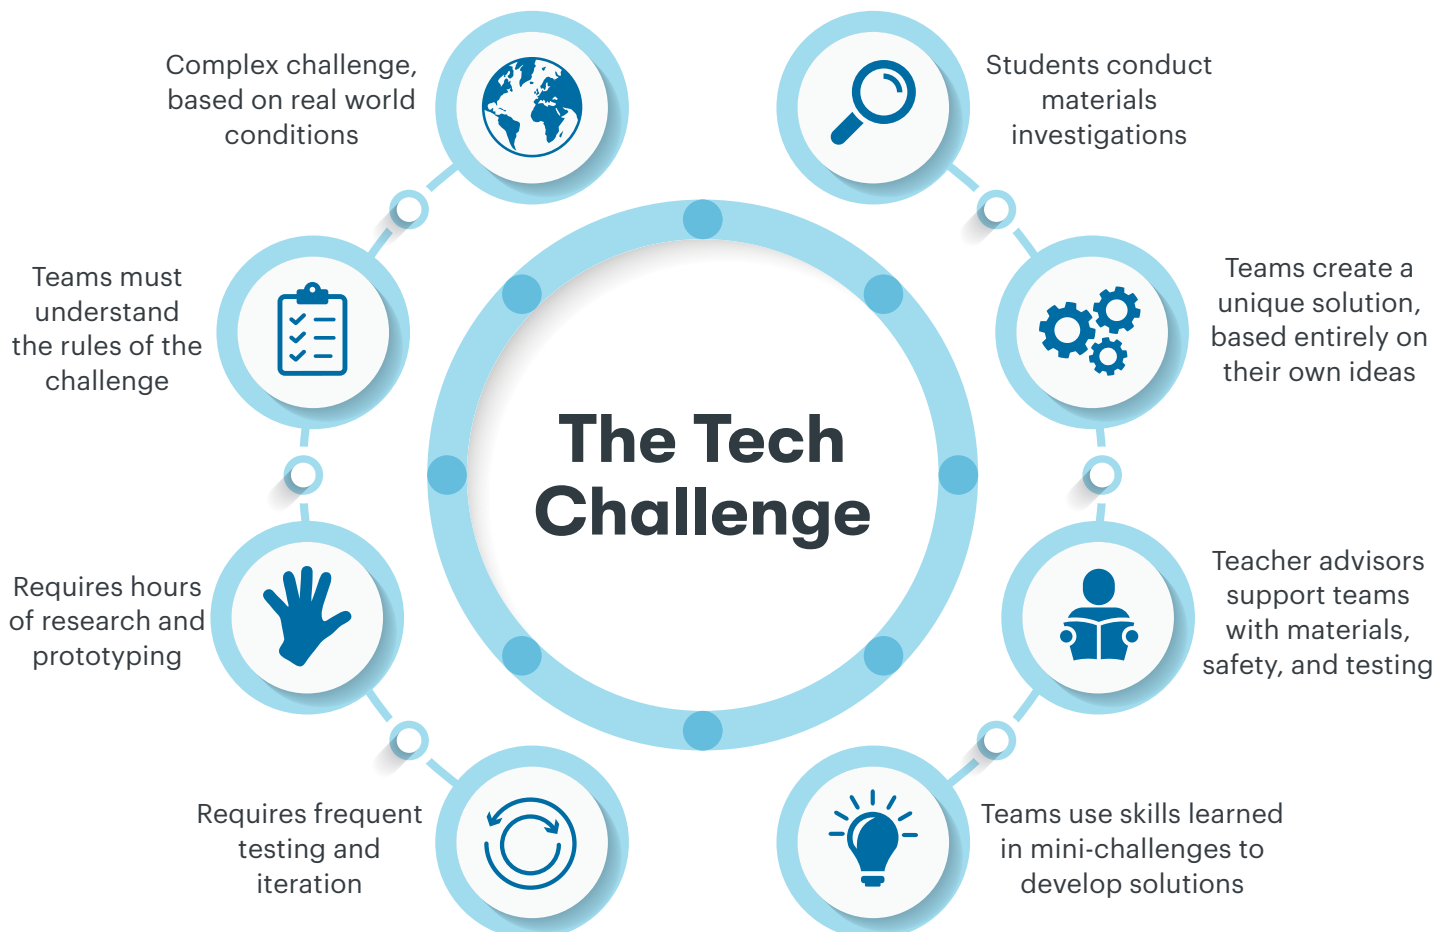 Complex challenge,
based on real world
conditions
Students conduct
materials
investigations
Teams must
understand
the rules of the
challenge
Teams create a
unique solution,
based entirely on
their own ideas
The Tech
Challenge
Requires hours
of research and
prototyping
Teacher advisors
support teams
with materials,
safety, and testing
Requires frequent
testing and
iteration
Teams use skills learned
in mini-challenges to
develop solutions